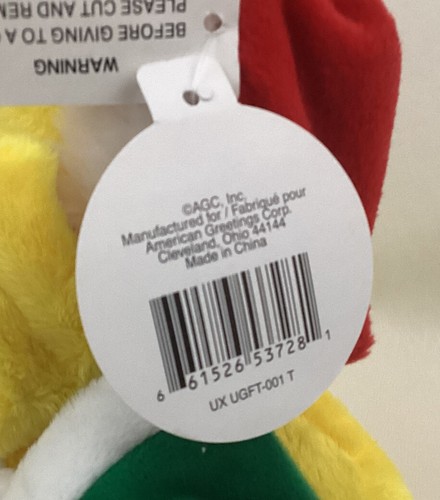 WARNING
BEFORE GIVING TO A
PLEASE CUT AND
©AGC, Inc.
Manufactured for / Fabriqué pour
American Greetings Corp.
Cleveland, Ohio 44144
Made in China
6 61526 53728 1
UX UGFT-001 T